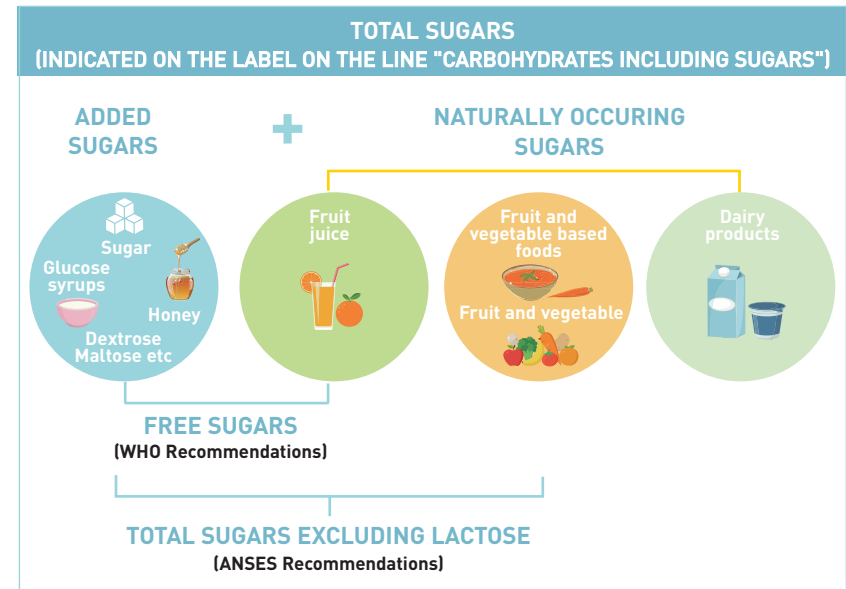 TOTAL SUGARS
(INDICATED ON THE LABEL ON THE LINE "CARBOHYDRATES INCLUDING SUGARS")
ADDED
SUGARS
+
NATURALLY OCCURING
SUGARS
Sugar
Glucose
syrups
Honey
Dextrose
Maltose etc
Fruit
juice
Fruit and
vegetable based
foods
Fruit and vegetable
Dairy
products
FREE SUGARS
(WHO Recommendations)
TOTAL SUGARS EXCLUDING LACTOSE
(ANSES Recommendations)